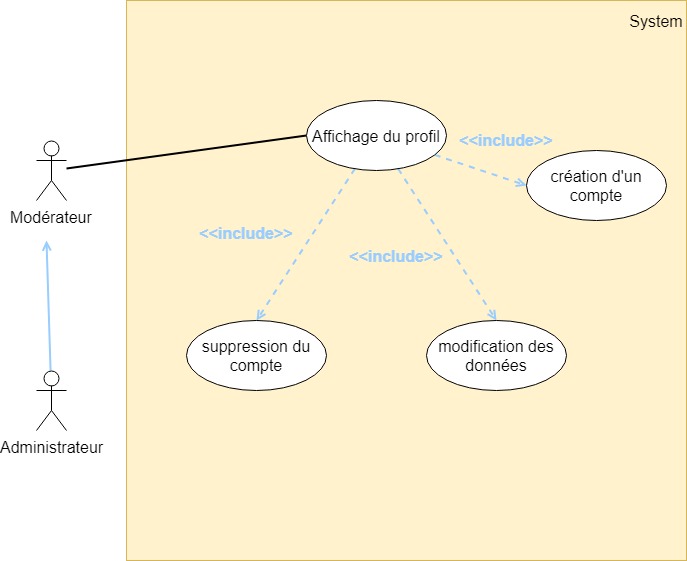 System
Affichage du profil
<<include>>
création d'un
compte
Modérateur
<<include>>
<<include>>
suppression du
compte
modification des
données
Administrateur